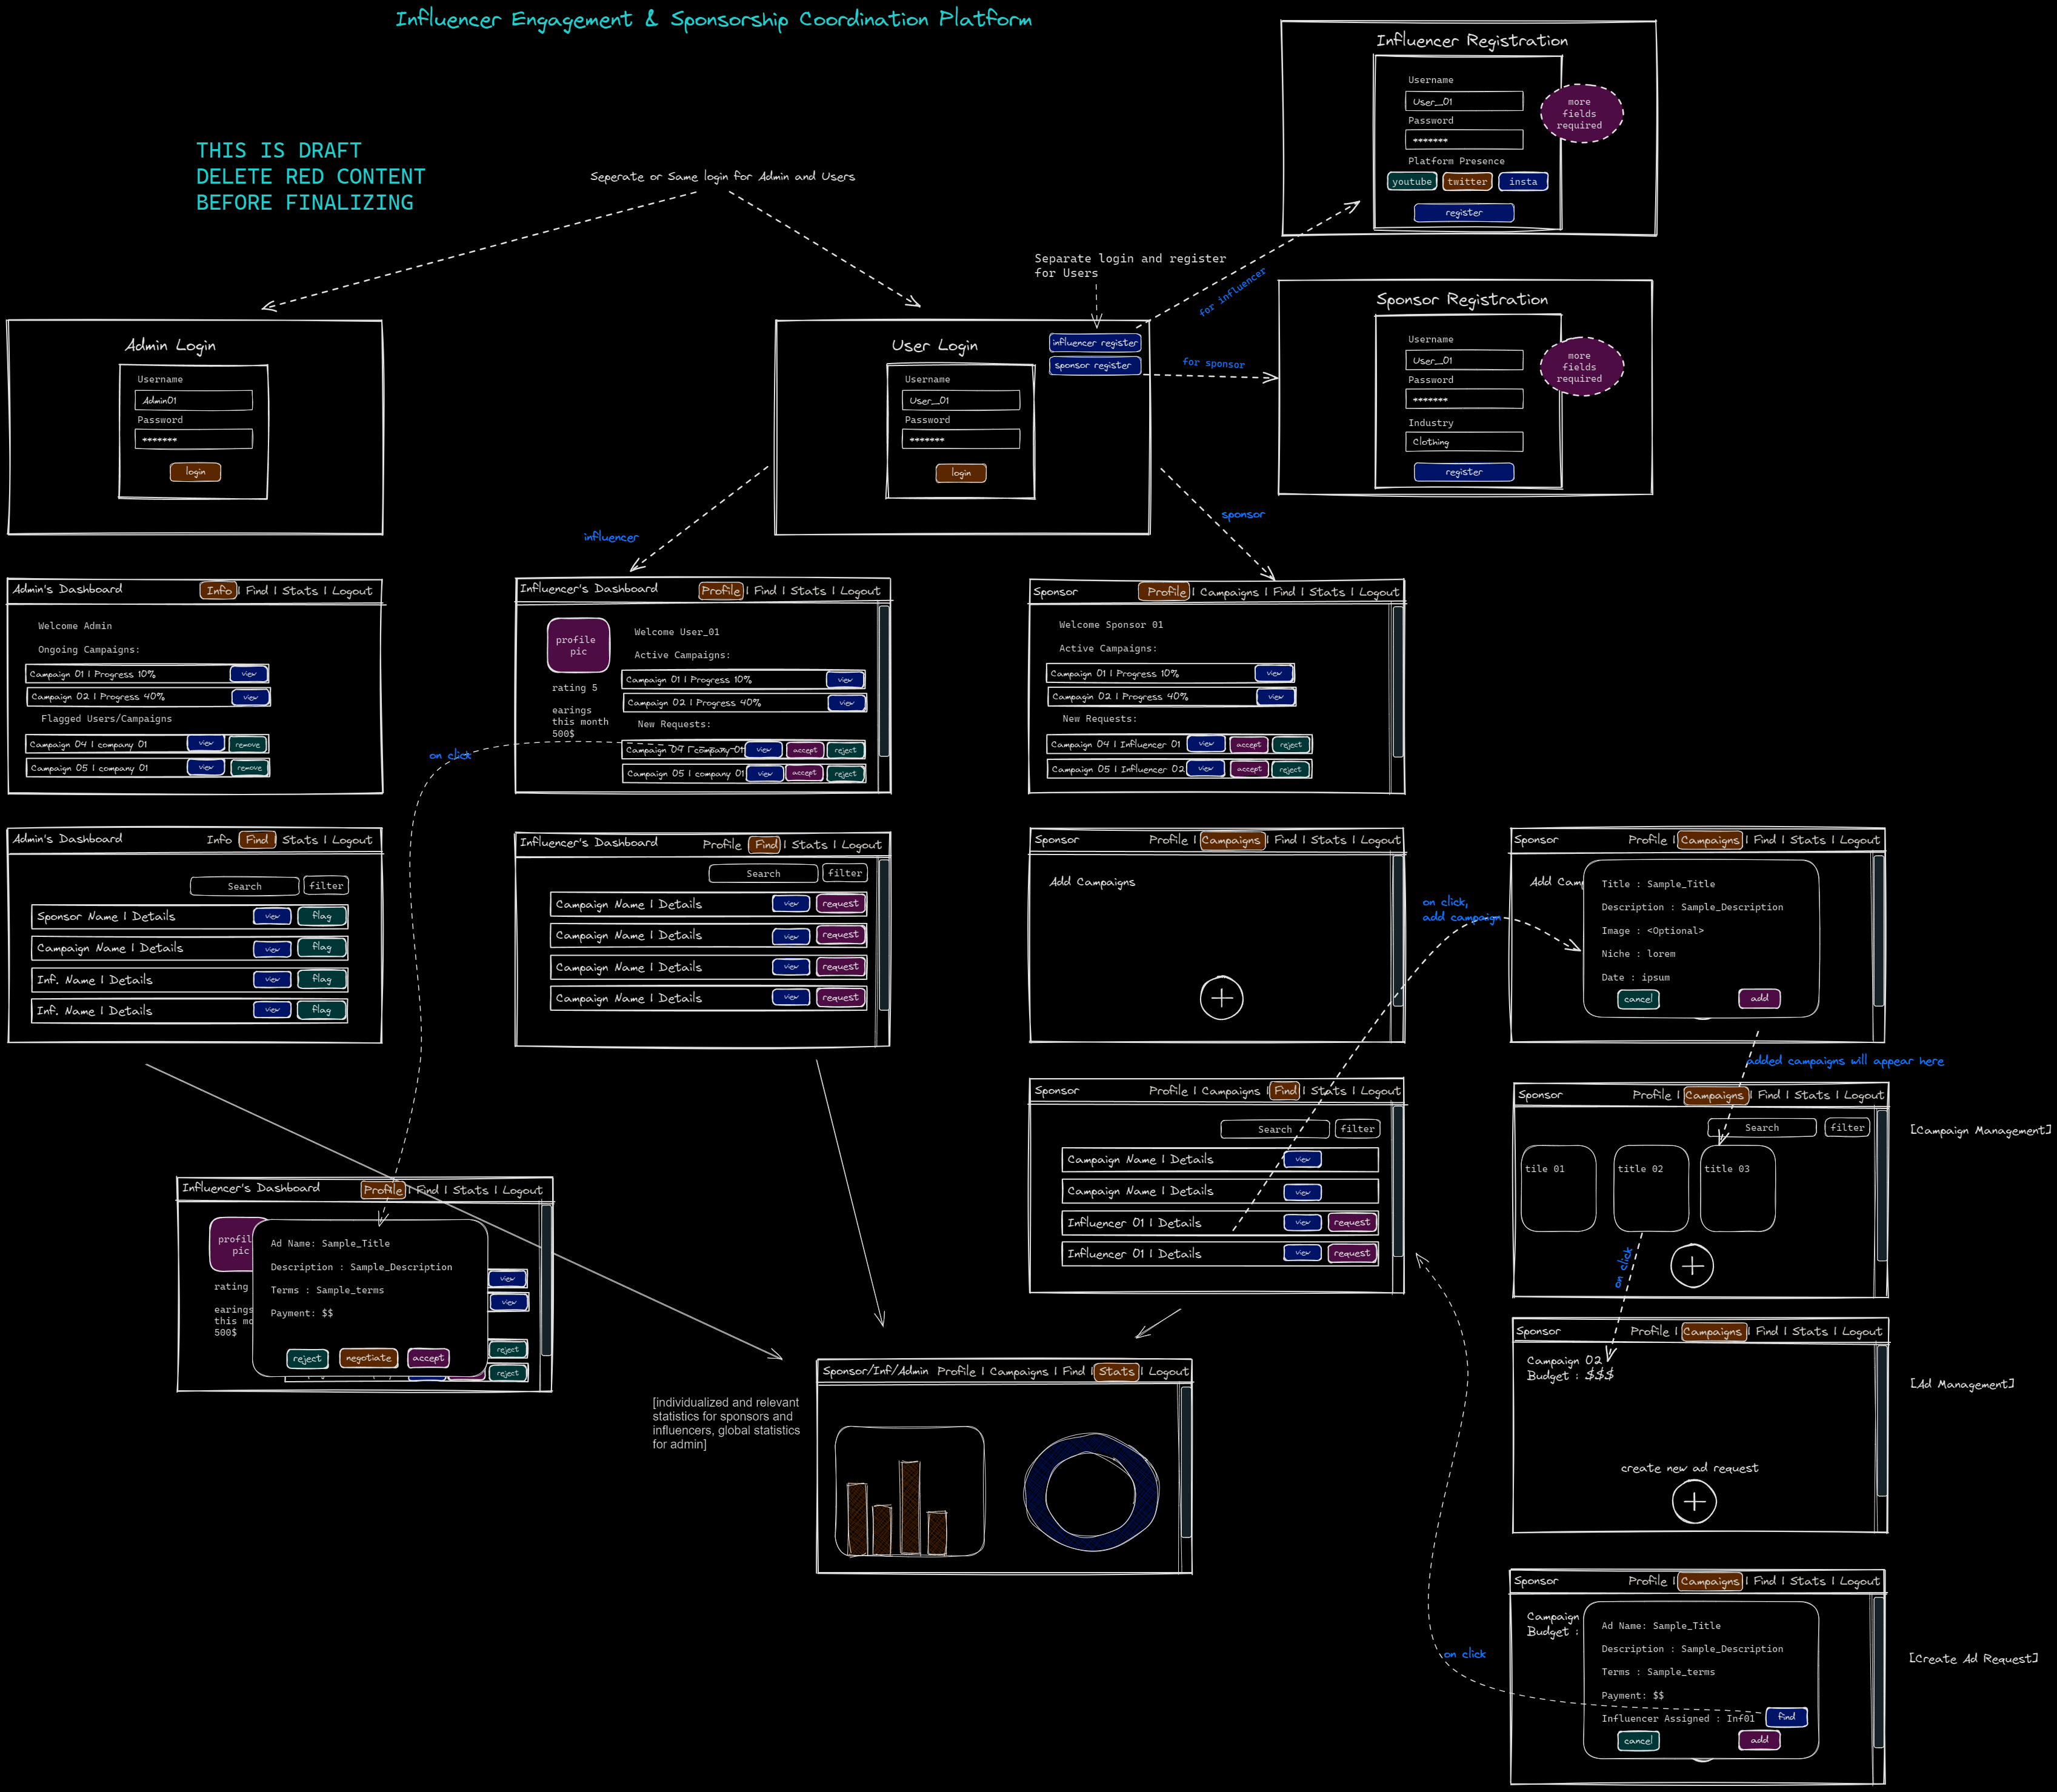 Influencer Engagement & Sponsorship Coordination Platform
THIS IS DRAFT
DELETE RED CONTENT
BEFORE FINALIZING
Seperate or Same login for Admin and Users
Influencer Registration
Username
User_01
Password
*******
Platform Presence
youtube
twitter
insta
register
more
fields
required
Separate login and register
for Users
for influencer
for sponsor
Sponsor Registration
Username
User_01
Password
*******
Industry
Clothing
register
more
fields
required
Admin Login
Username
Admin01
Password
*******
login
User Login
influencer register
sponsor register
Username
User_01
Password
*******
login
influencer
sponsor
Admin's Dashboard
Info | Find | Stats | Logout
Welcome Admin
Ongoing Campaigns:
Campaign 01 | Progress 10%
view
Campaign 02 | Progress 40%
view
Flagged Users/Campaigns
Campaign 04 | company 01
view
remove
Campaign 05 | company 01
view
remove
Influencer's Dashboard
Profile | Find | Stats | Logout
profile
pic
rating 5
earings
this month
500$
Welcome User_01
Active Campaigns:
Campaign 01 | Progress 10%
view
Campaign 02 | Progress 40%
view
New Requests:
Campaign 04 | company 01
view
accept
reject
Campaign 05 | company 01
view
accept
reject
on click
Sponsor
Profile | Campaigns | Find | Stats | Logout
Welcome Sponsor 01
Active Campaigns:
Campaign 01 | Progress 10%
view
Campagin 02 | Progress 40%
view
New Requests:
Campaign 04 | Influencer 01
view
accept
reject
Campaign 05 | Influencer 02
view
accept
reject
Admin's Dashboard
Info | Find | Stats | Logout
Search
filter
Sponsor Name | Details
view
flag
Campaign Name | Details
view
flag
Inf. Name | Details
view
flag
Inf. Name | Details
view
flag
Influencer's Dashboard
Profile | Find | Stats | Logout
Search
filter
Campaign Name | Details
view
request
Campaign Name | Details
view
request
Campaign Name | Details
view
request
Campaign Name | Details
view
request
Sponsor
Profile | Campaigns | Find | Stats | Logout
Add Campaigns
on click,
add campaign
Sponsor
Profile | Campaigns | Find | Stats | Logout
Add Camp
Title : Sample_Title
Description : Sample_Description
Image : <Optional>
Niche : lorem
Date : ipsum
cancel
add
added campaigns will appear here
Sponsor
Profile | Campaigns | Find | Stats | Logout
Search
filter
Campaign Name | Details
view
Campaign Name | Details
view
Influencer 01 | Details
view
request
Influencer 01 | Details
view
request
Sponsor
Profile | Campaigns | Find | Stats | Logout
Search
filter
tile 01
title 02
title 03
on click
[Campaign Management]
Influencer's Dashboard
Profile | Find | Stats | Logout
profil
pic
rating
earings
this mo
500$
Ad Name: Sample_Title
Description : Sample_Description
Terms : Sample_terms
Payment: $$
reject
negotiate
accept
view
view
reject
reject
Sponsor
Profile | Campaigns | Find | Stats | Logout
Campaign 02
Budget : $$$
create new ad request
[Ad Management]
Sponsor/Inf/Admin
Profile | Campaigns | Find | Stats | Logout
[individualized and relevant
statistics for sponsors and
influencers, global statistics
for admin]
Sponsor
Profile | Campaigns | Find | Stats | Logout
Campaign
Budget :
Ad Name: Sample_Title
Description : Sample_Description
Terms : Sample_terms
Payment: $$
Influencer Assigned : Inf01
find
cancel
add
on click
[Create Ad Request]